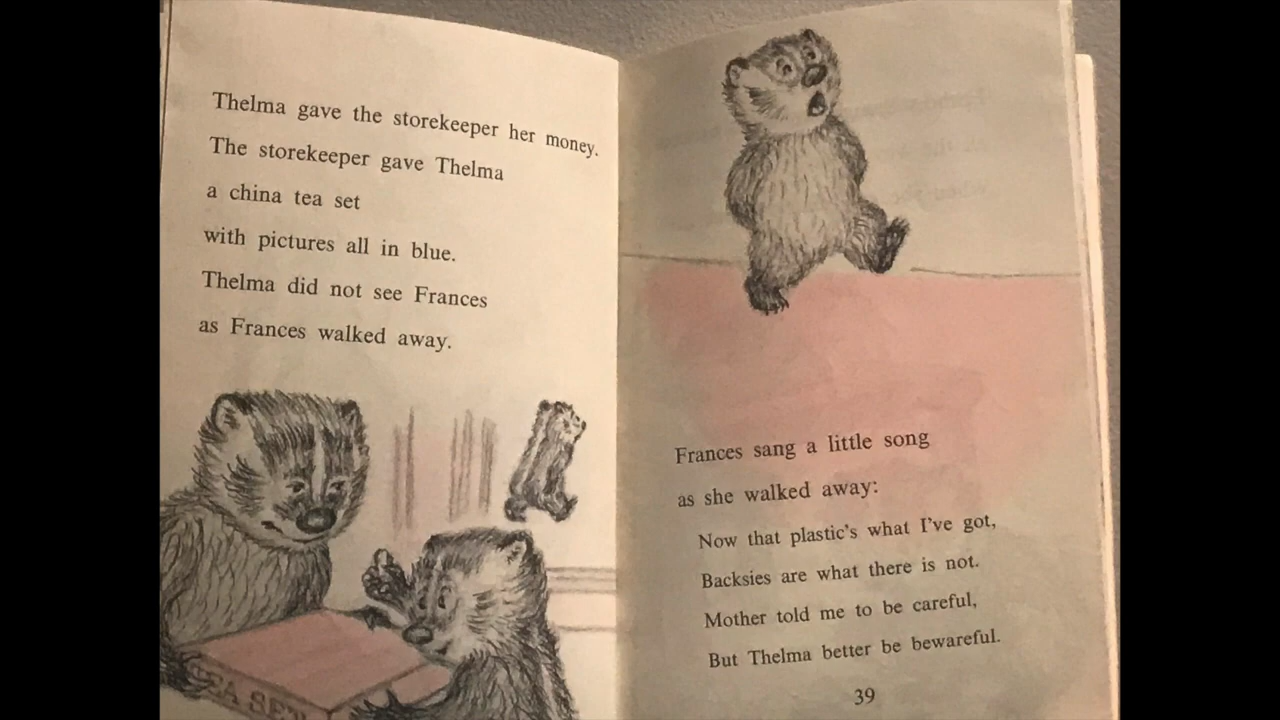 Thelma gave the storekeeper her money.
The storekeeper gave Thelma
a china tea set
with pictures all in blue.
Thelma did not see Frances
as Frances walked away.
TEA SET
Frances sang a little song
as she walked away:
Now that plastic's what I've got,
Backsies are what there is not.
Mother told me to be careful,
But Thelma better be bewareful.
39